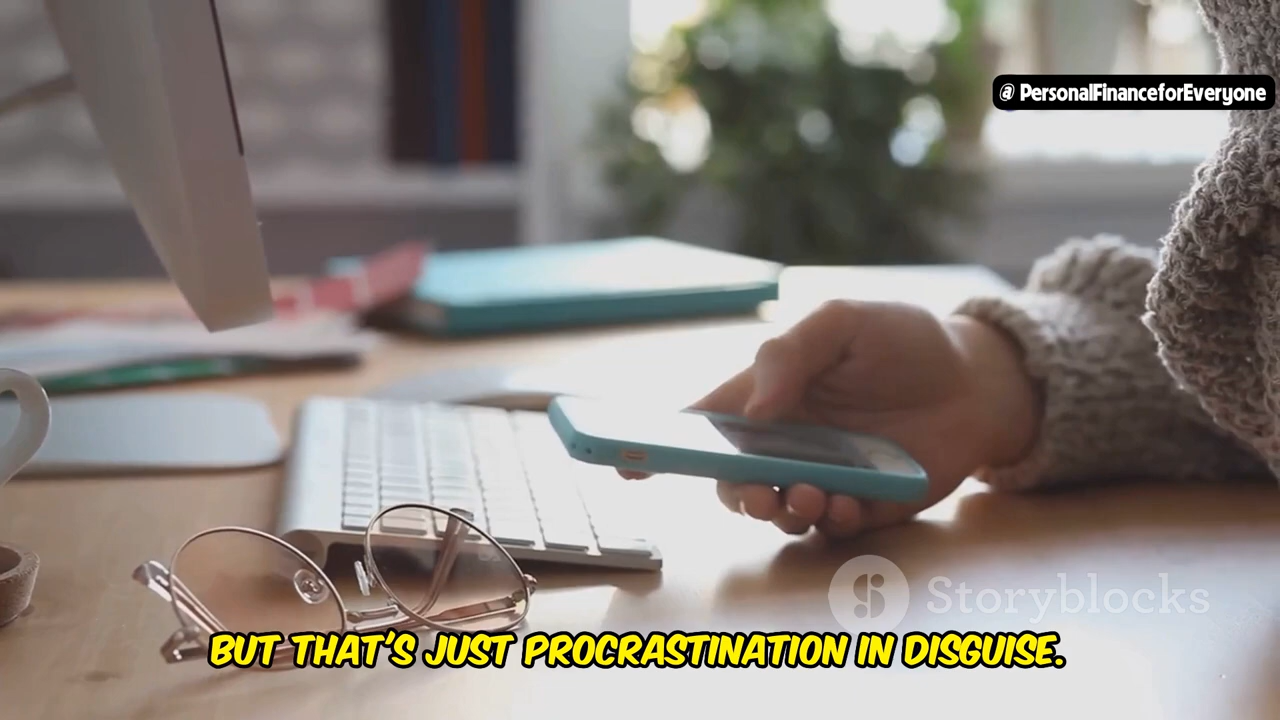 @ PersonalFinanceforEveryone
Storyblocks
BUT THAT'S JUST PROCRASTINATION IN DISGUISE.